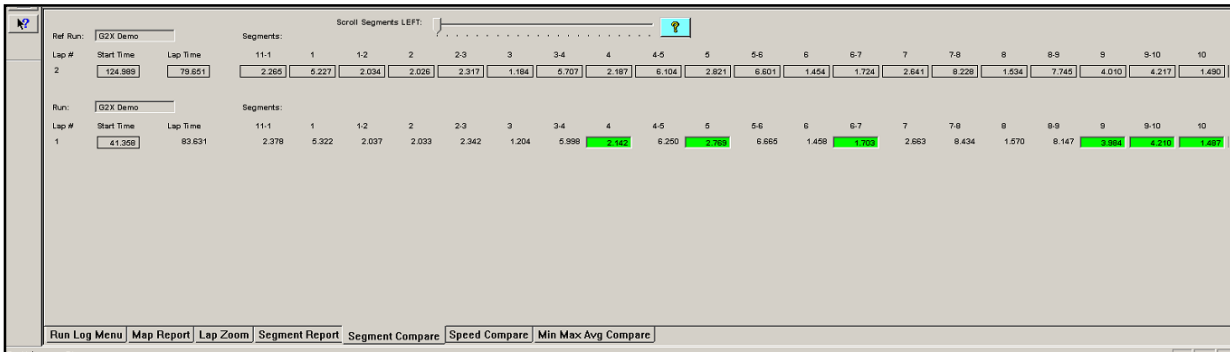 Scroll Segments LEFT:
Ref Run: G2X Demo Segments:
Lap # Start Time Lap Time 11-1 1 1-2 2 2-3 3 3-4 4 4-5 5 5-6 6 6-7 7 7-8 8 8-9 9 9-10 10
2 124.989 79.651 2.265 5.227 2.034 2.026 2.317 1.184 5.707 2.187 6.104 2.821 6.601 1.454 1.724 2.641 8.228 1.534 7.745 4.010 4.217 1.490
Run: G2X Demo Segments:
Lap # Start Time Lap Time 11-1 1 1-2 2 2-3 3 3-4 4 4-5 5 5-6 6 6-7 7 7-8 8 8-9 9 9-10 10
1 41.358 83.631 2.378 5.322 2.037 2.033 2.342 1.204 5.998 2.142 6.250 2.769 6.665 1.458 1.703 2.663 8.434 1.570 8.147 3.984 4.210 1.487
Run Log Menu Map Report Lap Zoom Segment Report Segment Compare Speed Compare Min Max Avg Compare